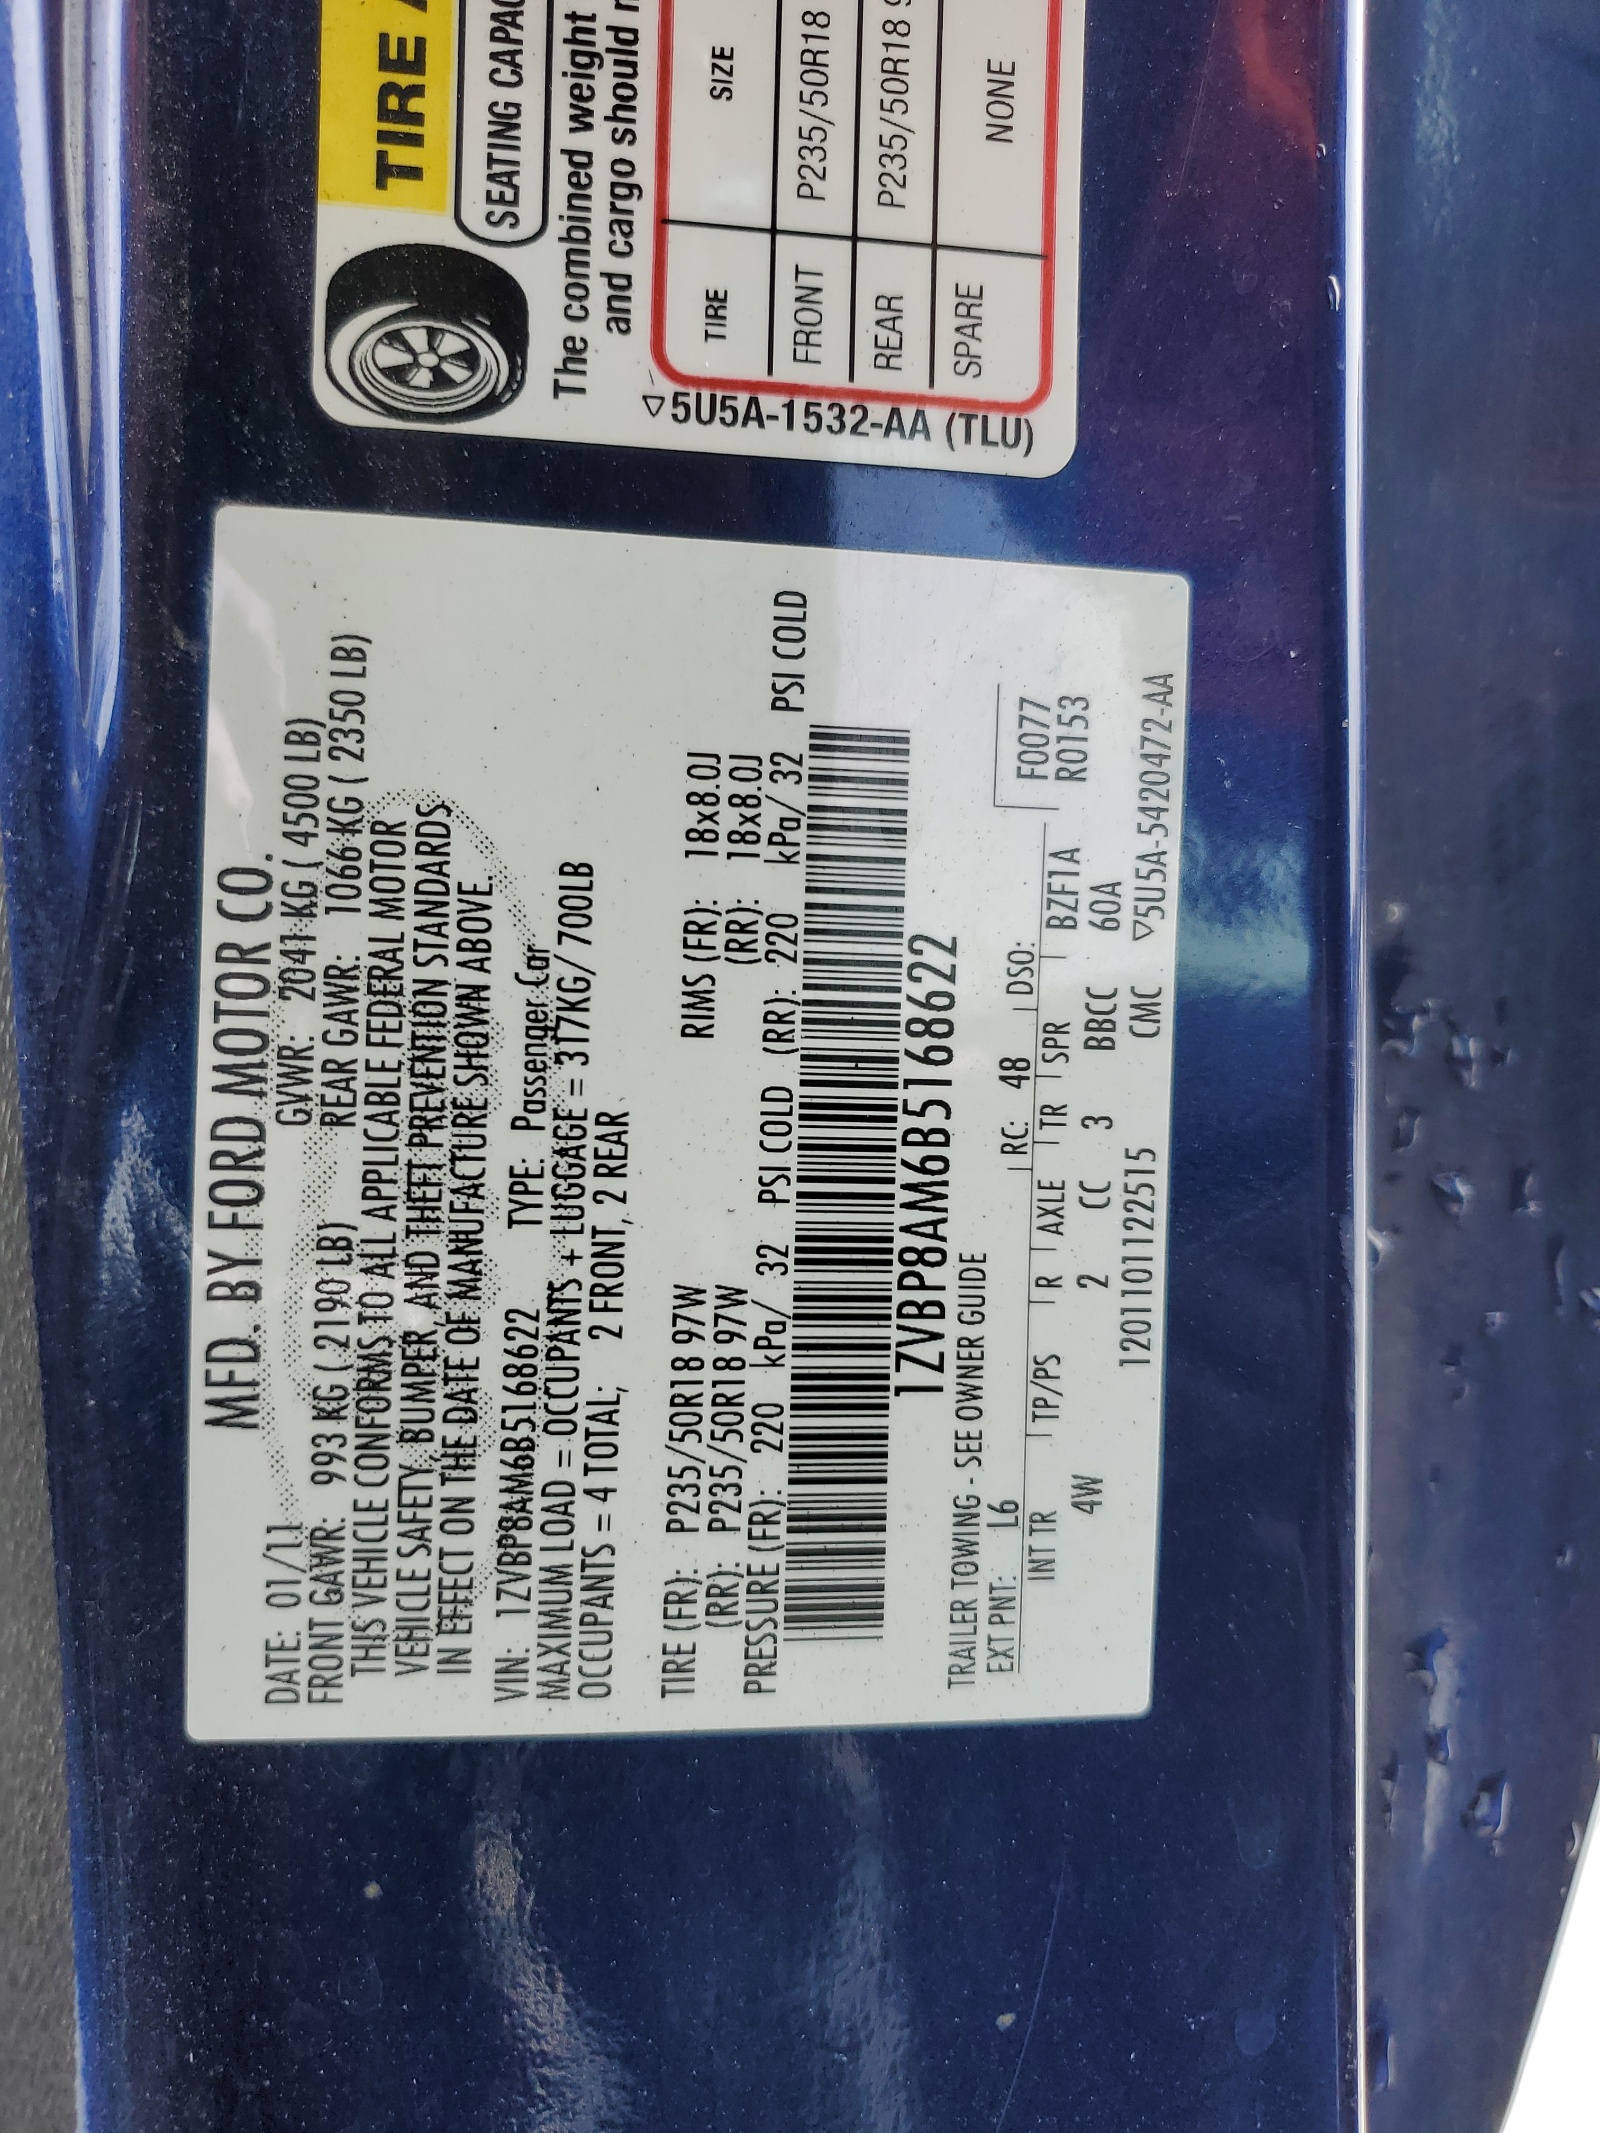 MFD. BY FORD MOTOR CO.
DATE: 01/11 GVWR: 2041 KG ( 4500 LB)
FRONT GAWR: 993 KG ( 2190 LB) REAR GAWR: 1066 KG ( 2350 LB)
THIS VEHICLE CONFORMS TO ALL APPLICABLE FEDERAL MOTOR
VEHICLE SAFETY, BUMPER, AND THEFT PREVENTION STANDARDS
IN EFFECT ON THE DATE OF MANUFACTURE SHOWN ABOVE.
VIN: 1ZVBP8AM6B5168622 TYPE: Passenger Car
MAXIMUM LOAD = OCCUPANTS + LUGGAGE = 317KG/ 700LB
OCCUPANTS = 4 TOTAL; 2 FRONT, 2 REAR
TIRE (FR): P235/50R18 97W RIMS (FR): 18x8.0J
(RR): P235/50R18 97W (RR): 18x8.0J
PRESSURE (FR): 220 kPa/ 32 PSI COLD (RR): 220 kPa/ 32 PSI COLD
1ZVBP8AM6B5168622
TRAILER TOWING - SEE OWNER GUIDE
EXT PNT: L6 RC: 48 DSO: F0077
R0153
INT TR TP/PS R AXLE TR SPR BZF1A
4W 2 CC 3 BBCC 60A
12011011122515 CMC ▽5U5A-5420472-AA
TIRE
SEATING CAPA
The combined weight
and cargo should
TIRE SIZE
FRONT P235/50R18
REAR P235/50R18
SPARE NONE
▽5U5A-1532-AA (TLU)